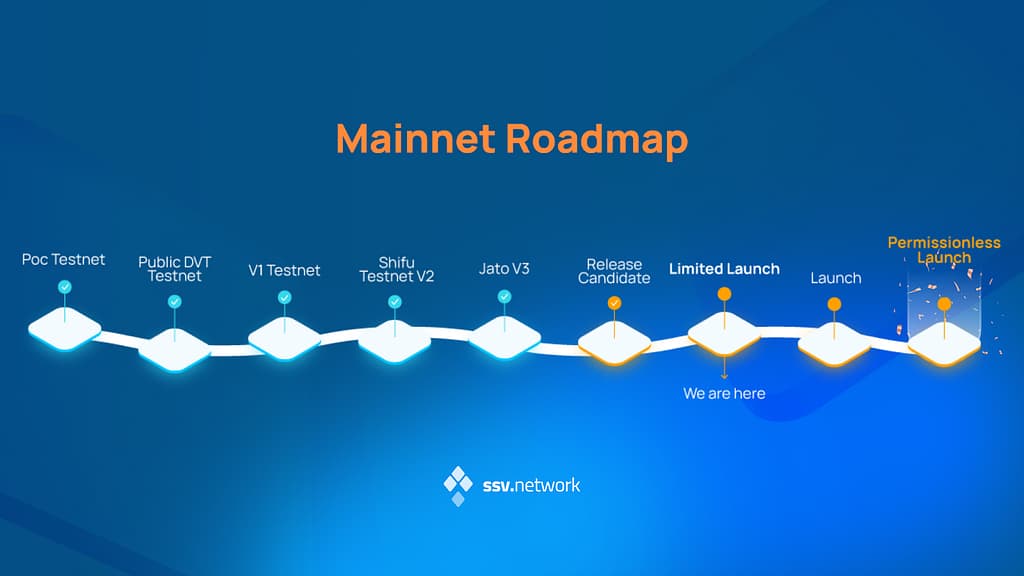 Mainnet Roadmap
Poc Testnet
Public DVT
Testnet
V1 Testnet
Shifu
Testnet V2
Jato V3
Release
Candidate
Limited Launch
Launch
Permissionless
Launch
We are here
ssv.network